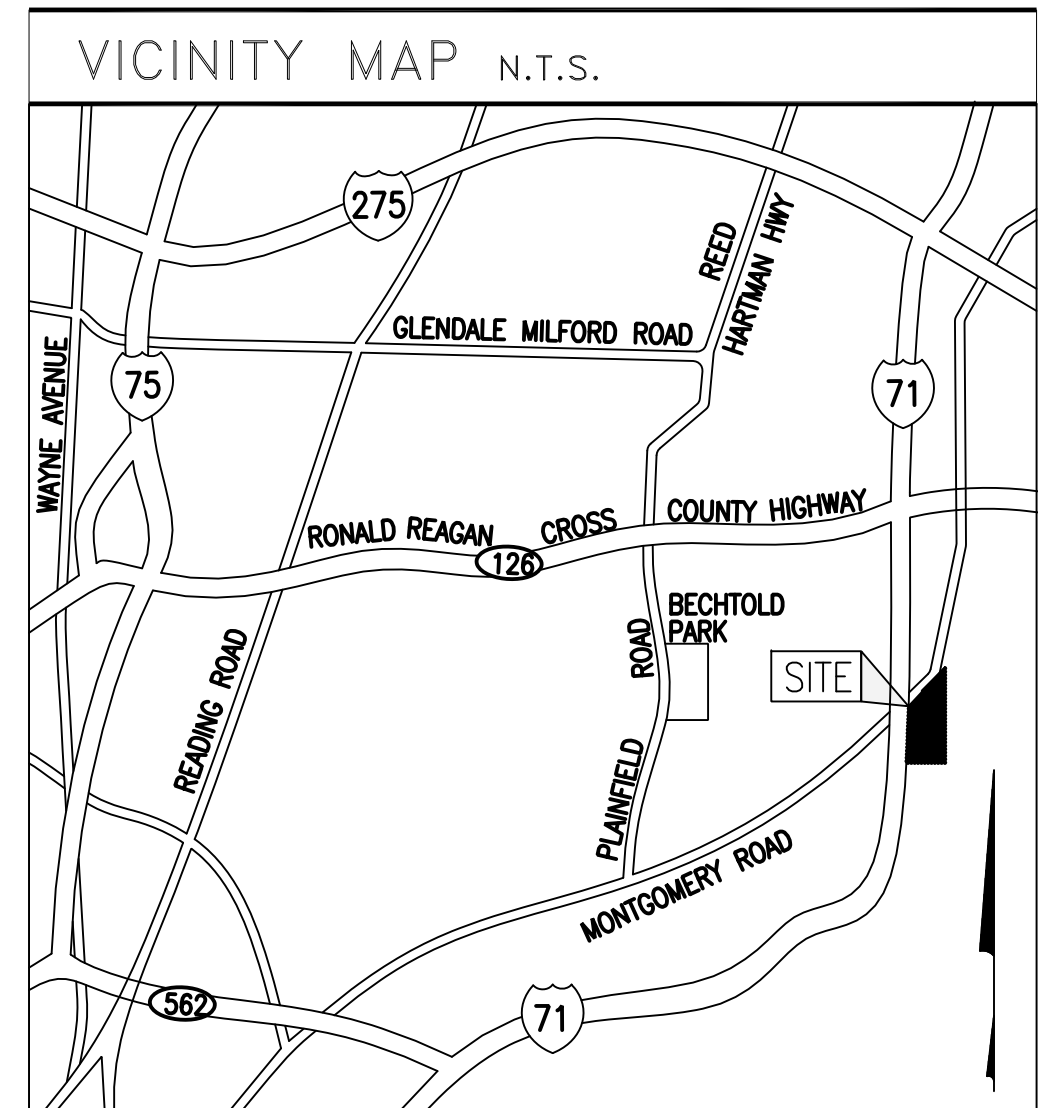 VICINITY MAP N.T.S.
275
REED
HARTMAN HWY
GLENDALE MILFORD ROAD
WAYNE AVENUE
75
71
RONALD REAGAN CROSS COUNTY HIGHWAY
126
BECHTOLD
PARK
ROAD
PLAINFIELD
SITE
READING ROAD
MONTGOMERY ROAD
562
71